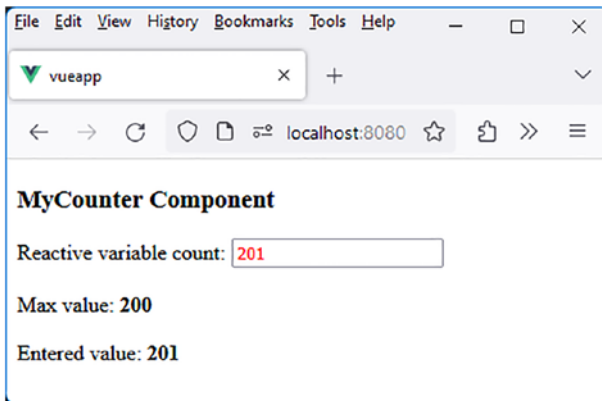 File Edit View History Bookmarks Tools Help
vueapp
localhost:8080
MyCounter Component
Reactive variable count: 201
Max value: 200
Entered value: 201